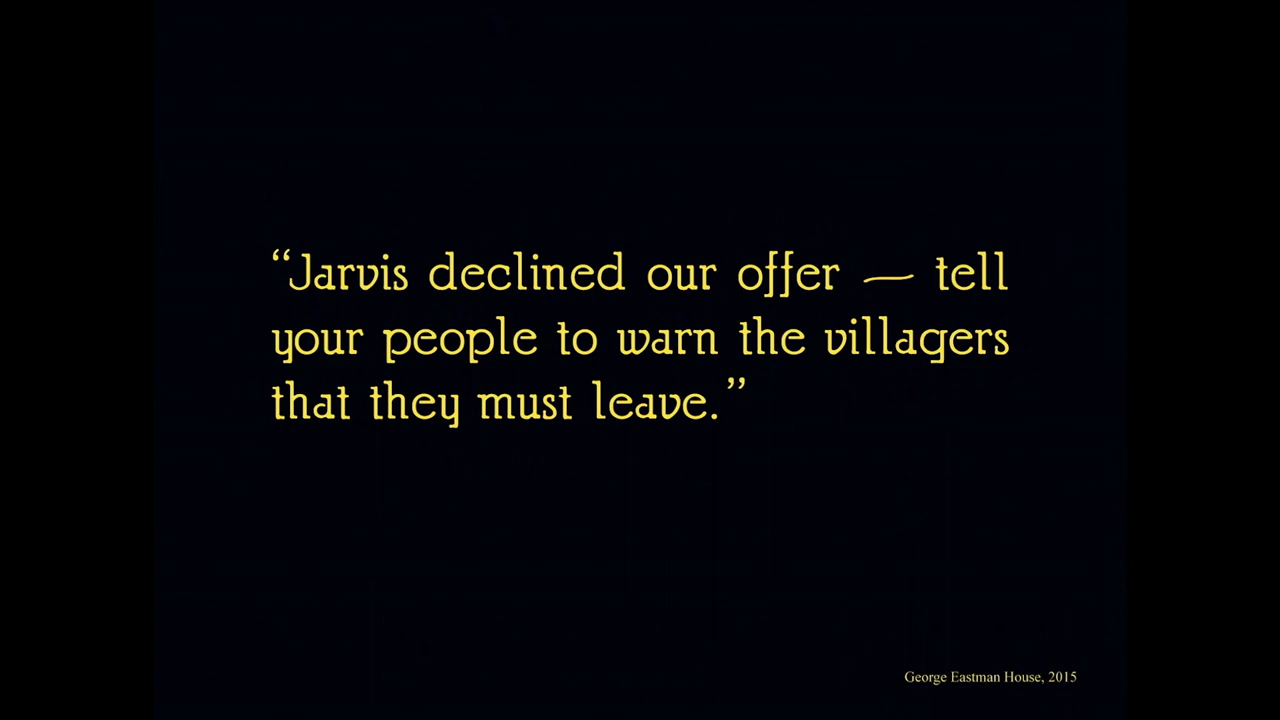 “Jarvis declined our offer — tell
your people to warn the villagers
that they must leave.”
George Eastman House, 2015